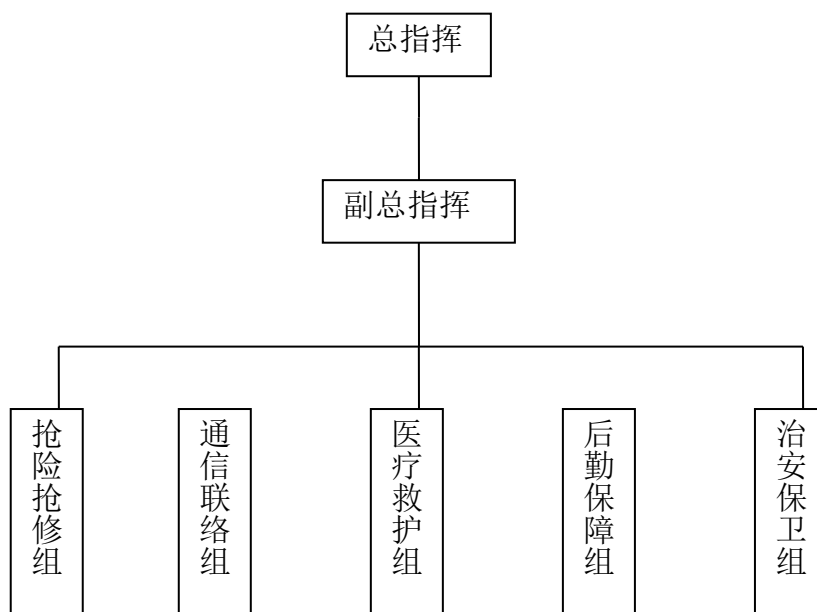 总指挥
副总指挥
抢险抢修组
通信联络组
医疗救护组
后勤保障组
治安保卫组